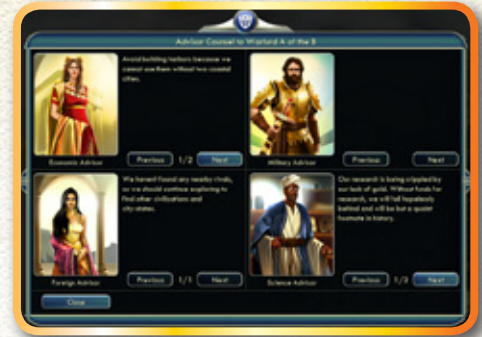 Advisor Counsel to Warlord A of the B
Avoid building harbors because we
cannot use them without two coastal
cities.
Economic Advisor
Previous 1/2 Next
Military Advisor
Previous Next
We haven't found any nearby rivals,
so we should continue exploring to
find other civilizations and
city-states.
Foreign Advisor
Previous 1/1 Next
Our research is being crippled by
our lack of gold. Without funds for
research, we will fall hopelessly
behind and will be but a quaint
footnote in history.
Science Advisor
Previous 1/3 Next
Close